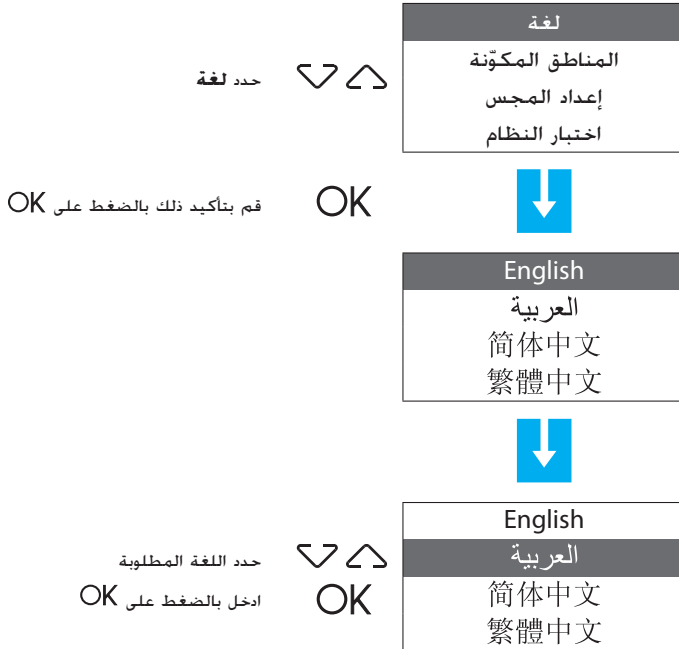 لغة
المناطق المكوّنة
إعداد المجس
اختبار النظام
حدد لغة
OK
قم بتأكيد ذلك بالضغط على OK
English
العربية
简体中文
繁體中文
English
العربية
简体中文
繁體中文
حدد اللغة المطلوبة
OK
ادخل بالضغط على OK